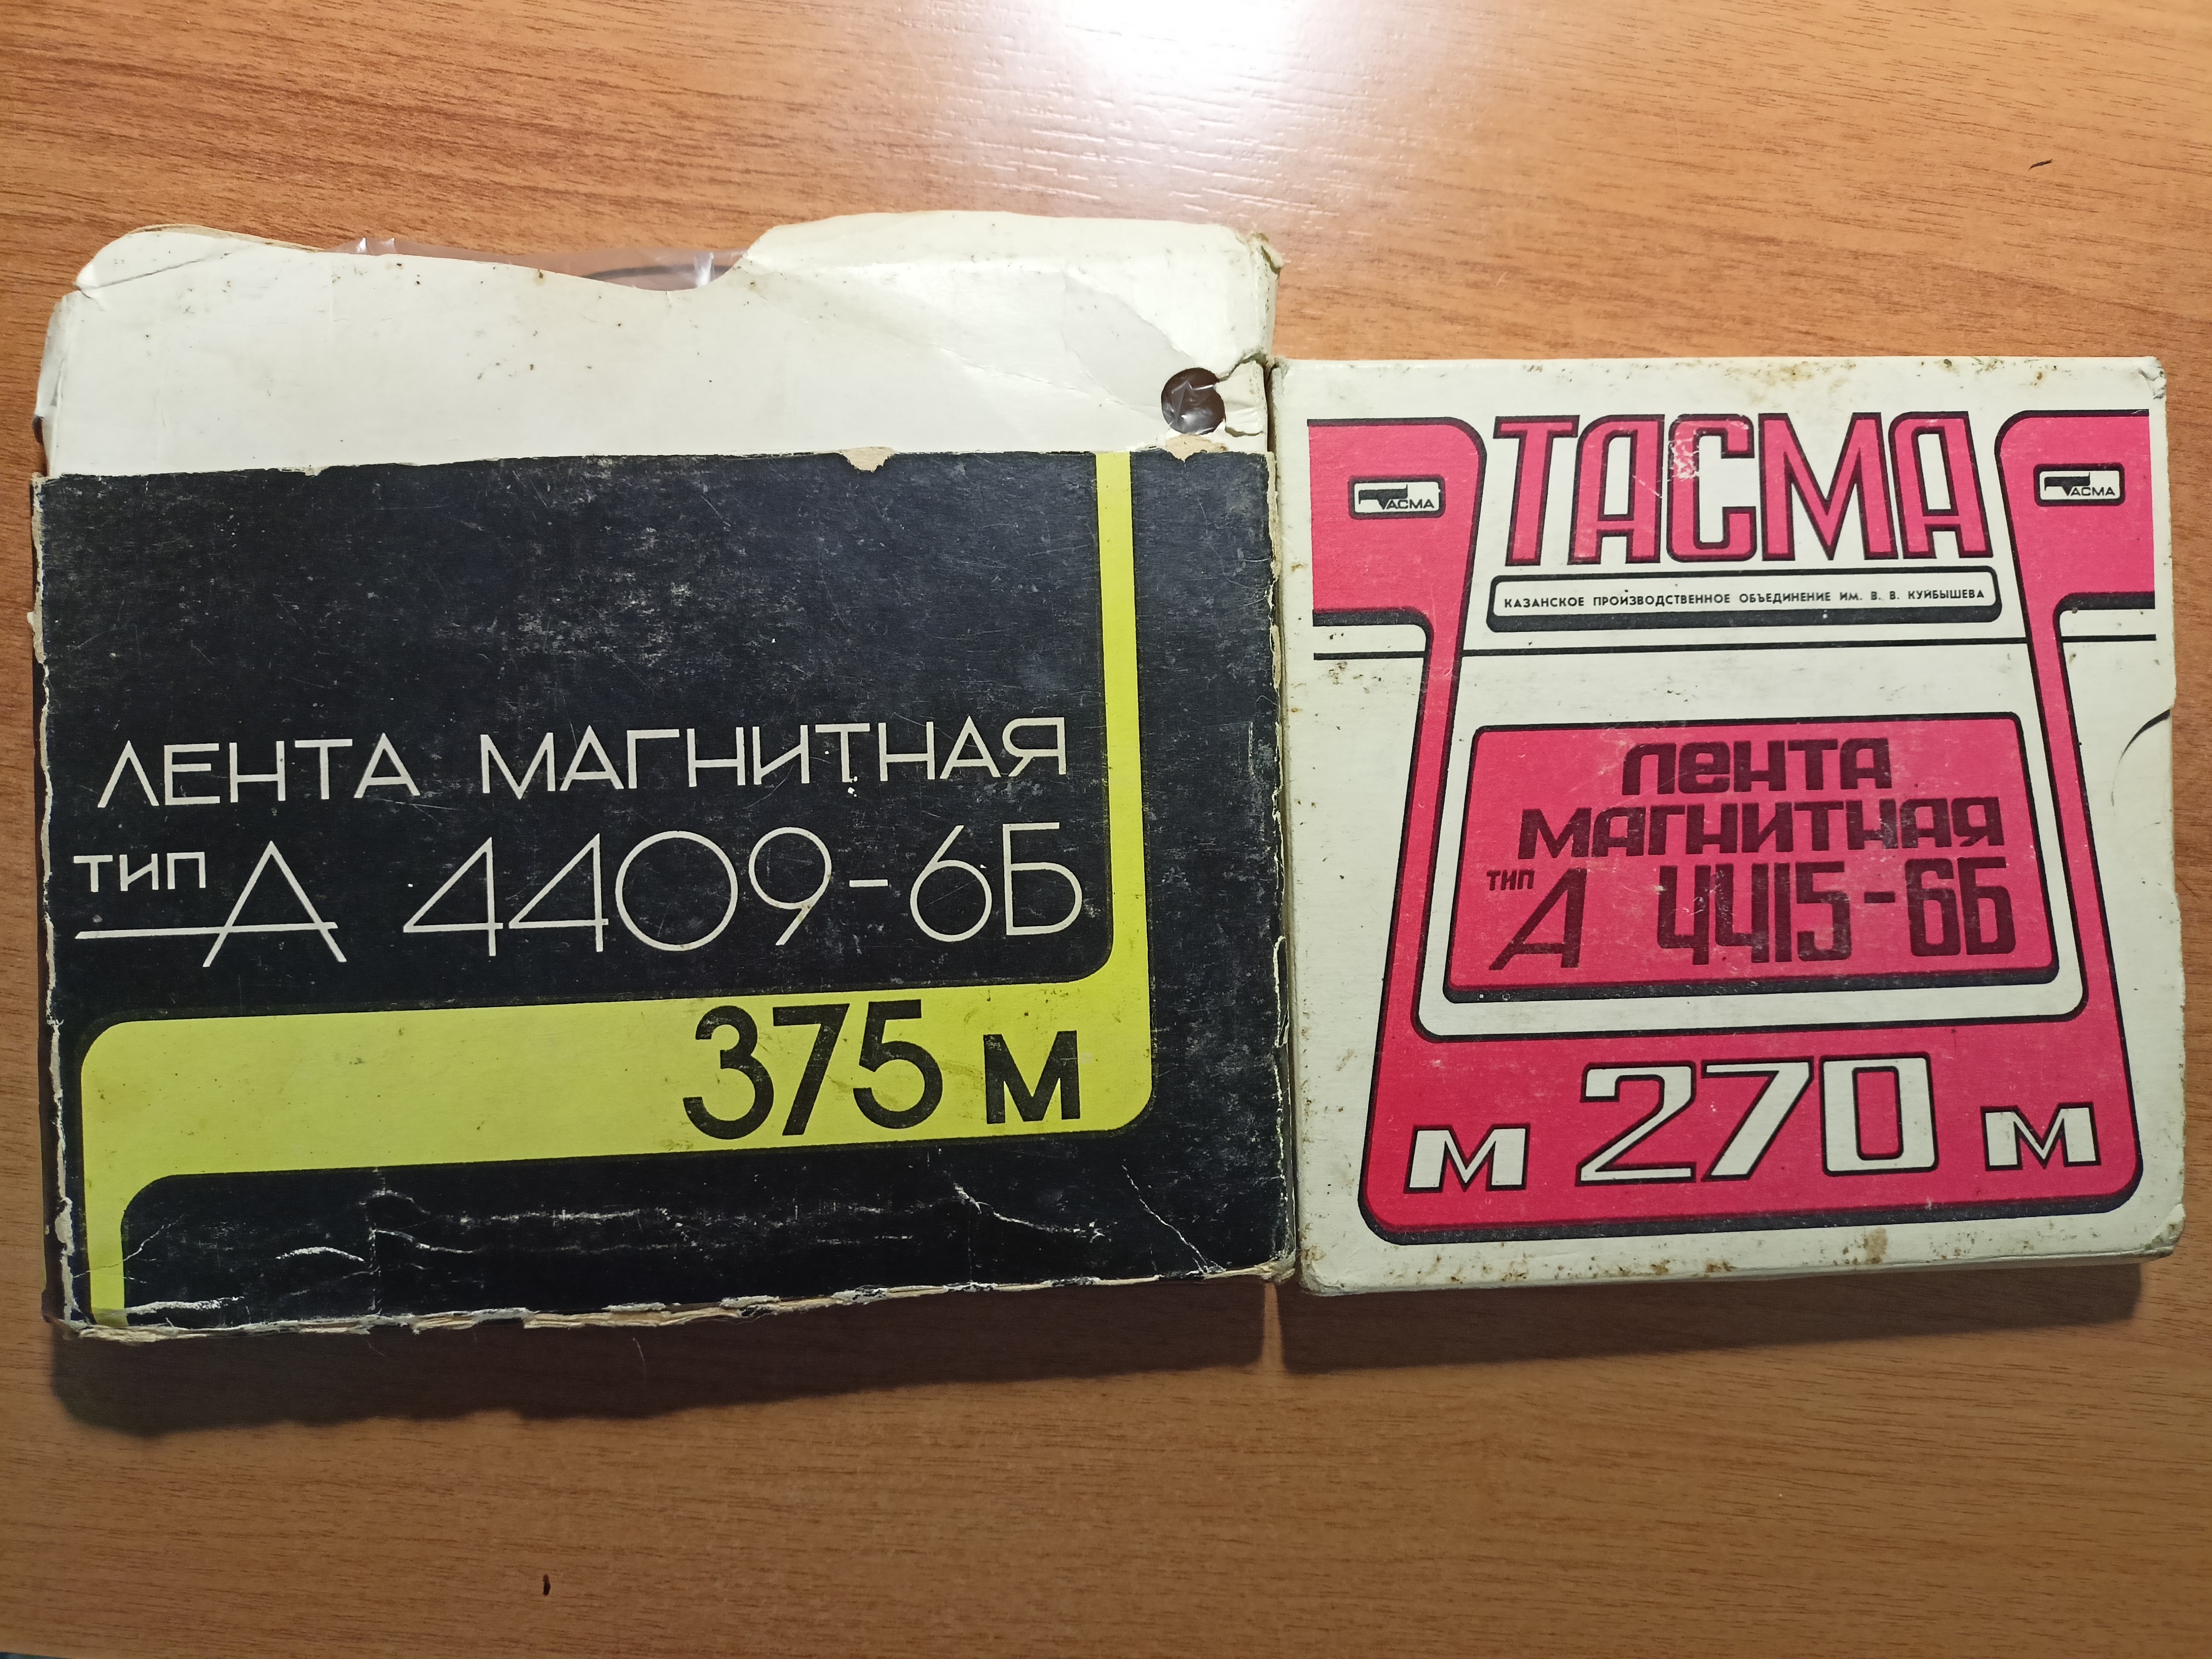 ЛЕНТА МАГНИТНАЯ
ТИП А 4409-6Б
375 м
ТАСМА
ТАСМА
ТАСМА
КАЗАНСКОЕ ПРОИЗВОДСТВЕННОЕ ОБЪЕДИНЕНИЕ ИМ. В. В. КУЙБЫШЕВА
ЛЕНТА
МАГНИТНАЯ
ТИП А 4415-6Б
м 270 м